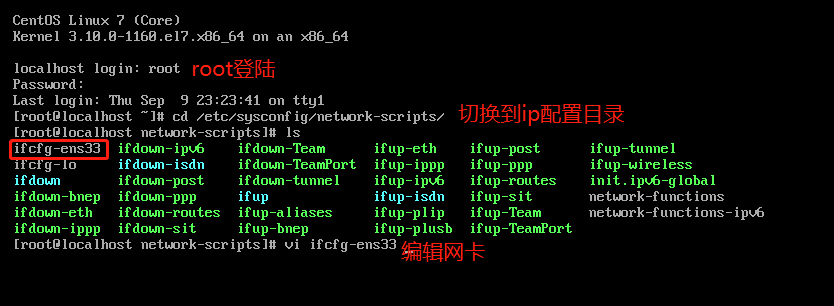 CentOS Linux 7 (Core)
Kernel 3.10.0-1160.el7.x86_64 on an x86_64
localhost login: root root登陆
Password:
Last login: Thu Sep  9 23:23:41 on tty1
[root@localhost ~]# cd /etc/sysconfig/network-scripts/ 切换到ip配置目录
[root@localhost network-scripts]# ls
ifcfg-ens33 ifdown-ipv6 ifdown-Team ifup-eth ifup-post ifup-tunnel
ifcfg-lo ifdown-isdn ifdown-TeamPort ifup-ippp ifup-ppp ifup-wireless
ifdown ifdown-post ifdown-tunnel ifup-ipv6 ifup-routes init.ipv6-global
ifdown-bnep ifdown-ppp ifup ifup-isdn ifup-sit network-functions
ifdown-eth ifdown-routes ifup-aliases ifup-plip ifup-Team network-functions-ipv6
ifdown-ippp ifdown-sit ifup-bnep ifup-plusb ifup-TeamPort
[root@localhost network-scripts]# vi ifcfg-ens33 编辑网卡